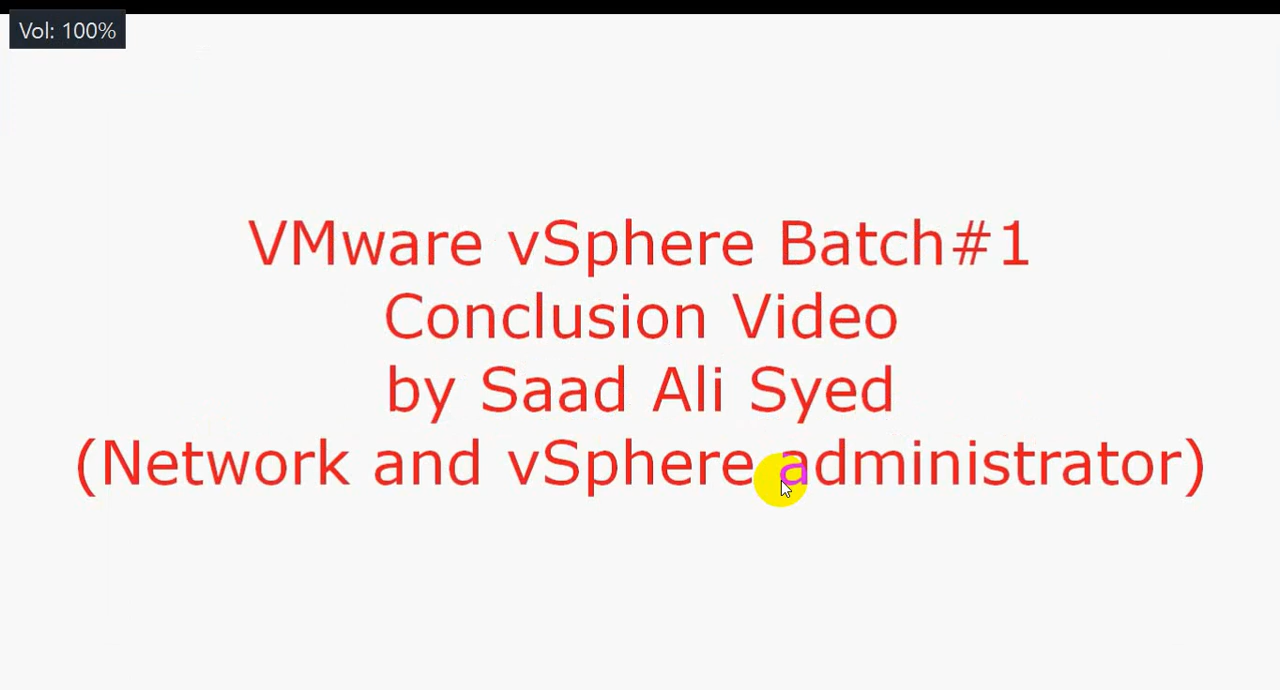 Vol: 100%
VMware vSphere Batch#1
Conclusion Video
by Saad Ali Syed
(Network and vSphere administrator)